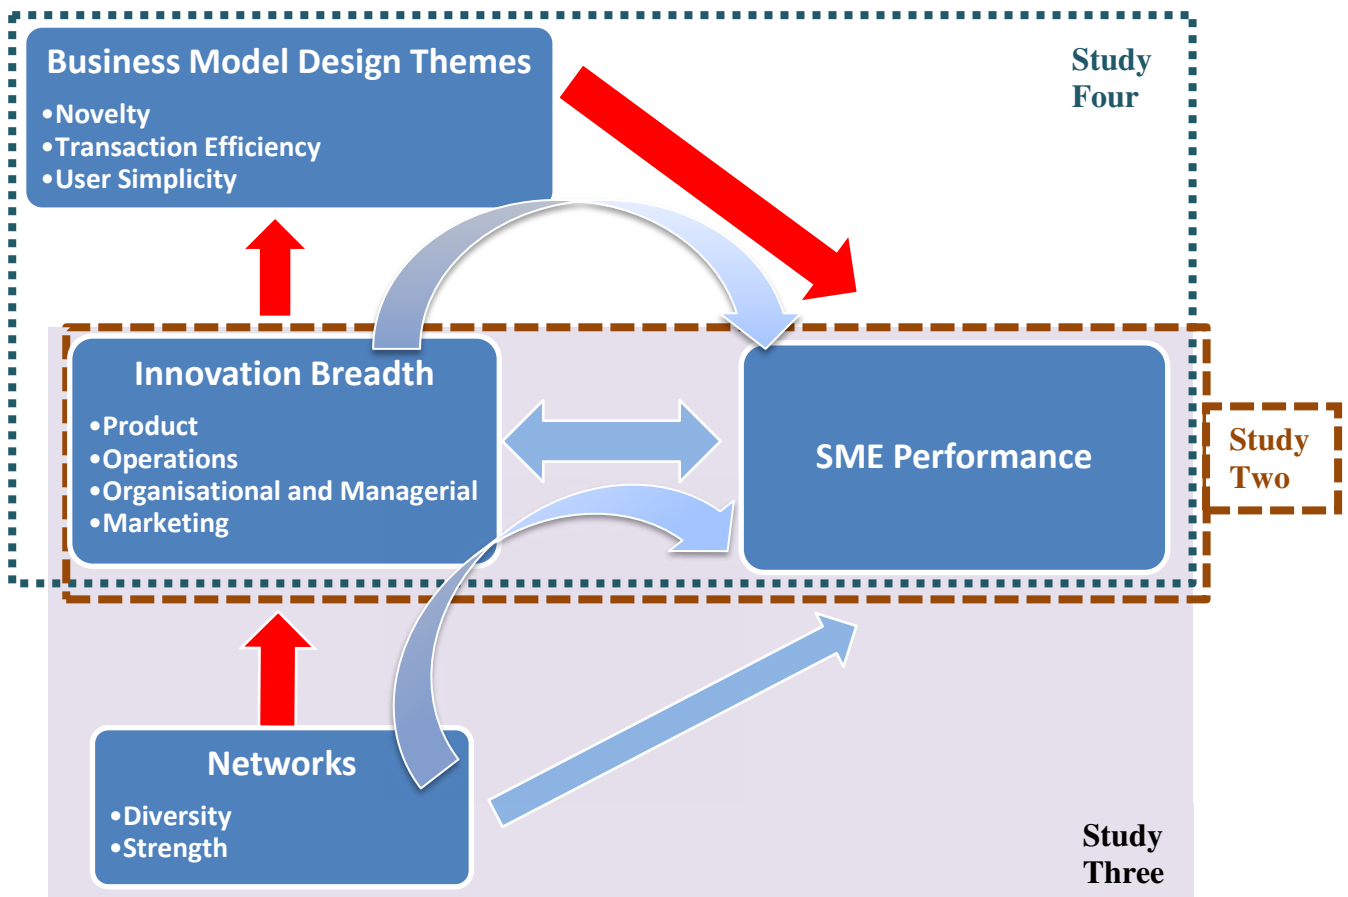 Business Model Design Themes
•Novelty
•Transaction Efficiency
•User Simplicity
Study
Four
Innovation Breadth
•Product
•Operations
•Organisational and Managerial
•Marketing
SME Performance
Study
Two
Networks
•Diversity
•Strength
Study
Three